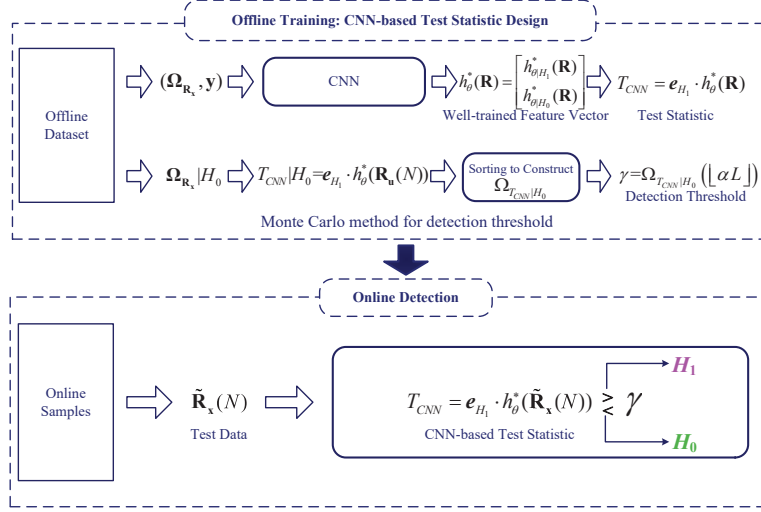 Offline Training: CNN-based Test Statistic Design
Offline
Dataset
(Ω_{R_x}, y)
CNN
h*_θ(R) = [h*_{θ|H_1}(R) h*_{θ|H_0}(R)]
Well-trained Feature Vector
T_{CNN} = e_{H_1} · h*_θ(R)
Test Statistic
Ω_{R_x}|H_0
T_{CNN}|H_0=e_{H_1} · h*_θ(R_u(N))
Sorting to Construct
Ω_{T_{CNN}|H_0}
γ=Ω_{T_{CNN}|H_0}(⌊αL⌋)
Detection Threshold
Monte Carlo method for detection threshold
Online Detection
Online
Samples
R̃_x(N)
Test Data
T_{CNN} = e_{H_1} · h*_θ(R̃_x(N)) ≷ γ
CNN-based Test Statistic
H_1
H_0